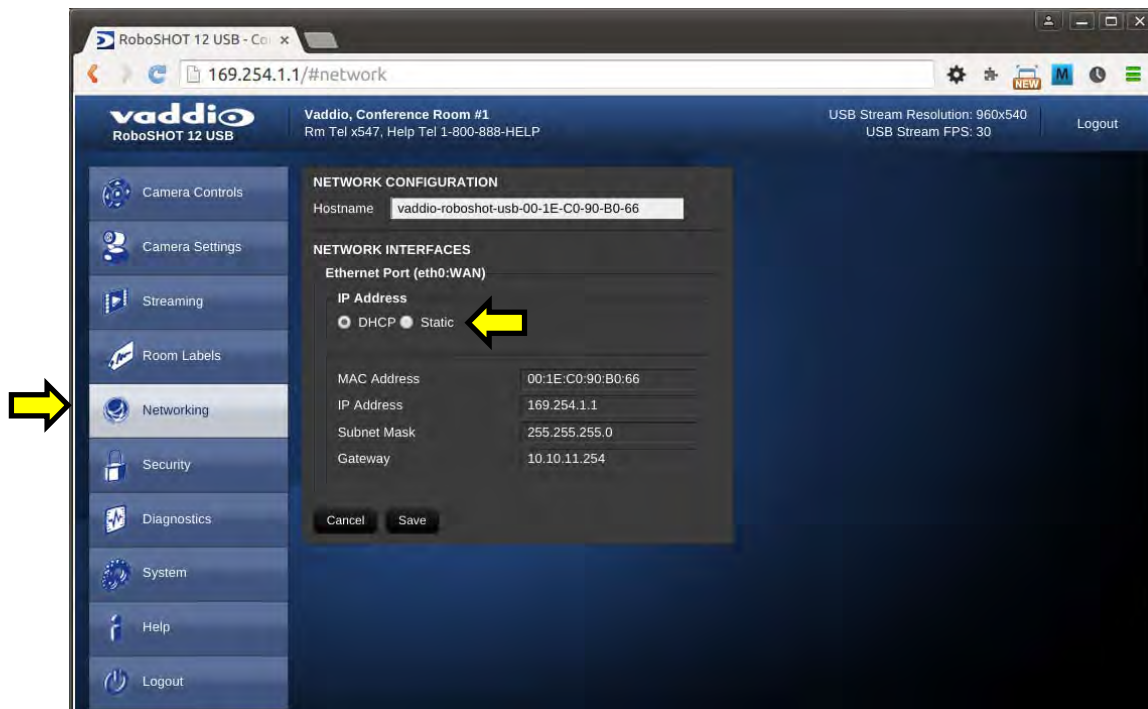 RoboSHOT 12 USB - Co
169.254.1.1/#network
NEW
M
vaddio
RoboSHOT 12 USB
Vaddio, Conference Room #1
Rm Tel x547, Help Tel 1-800-888-HELP
USB Stream Resolution: 960x540
USB Stream FPS: 30
Logout
Camera Controls
Camera Settings
Streaming
Room Labels
Networking
Security
Diagnostics
System
Help
Logout
NETWORK CONFIGURATION
Hostname vaddio-roboshot-usb-00-1E-C0-90-B0-66
NETWORK INTERFACES
Ethernet Port (eth0:WAN)
IP Address
DHCP Static
MAC Address 00:1E:C0:90:B0:66
IP Address 169.254.1.1
Subnet Mask 255.255.255.0
Gateway 10.10.11.254
Cancel Save